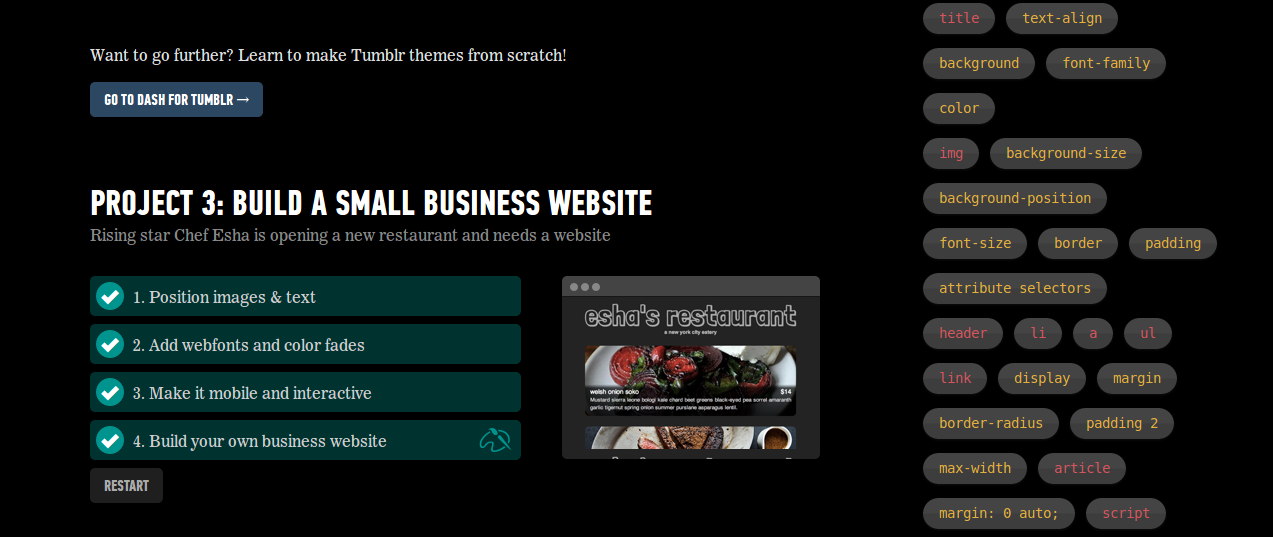 Want to go further? Learn to make Tumblr themes from scratch!
GO TO DASH FOR TUMBLR →
PROJECT 3: BUILD A SMALL BUSINESS WEBSITE
Rising star Chef Esha is opening a new restaurant and needs a website
1. Position images & text
2. Add webfonts and color fades
3. Make it mobile and interactive
4. Build your own business website
RESTART
esha's restaurant
a new york city eatery
welsh onion soko $14
Mustard sierra leone bologi kale chard beet greens black-eyed pea sorrel amaranth
garlic tigernut spring onion summer purslane asparagus lentil.
title text-align
background font-family
color
img background-size
background-position
font-size border padding
attribute selectors
header li a ul
link display margin
border-radius padding 2
max-width article
margin: 0 auto; script